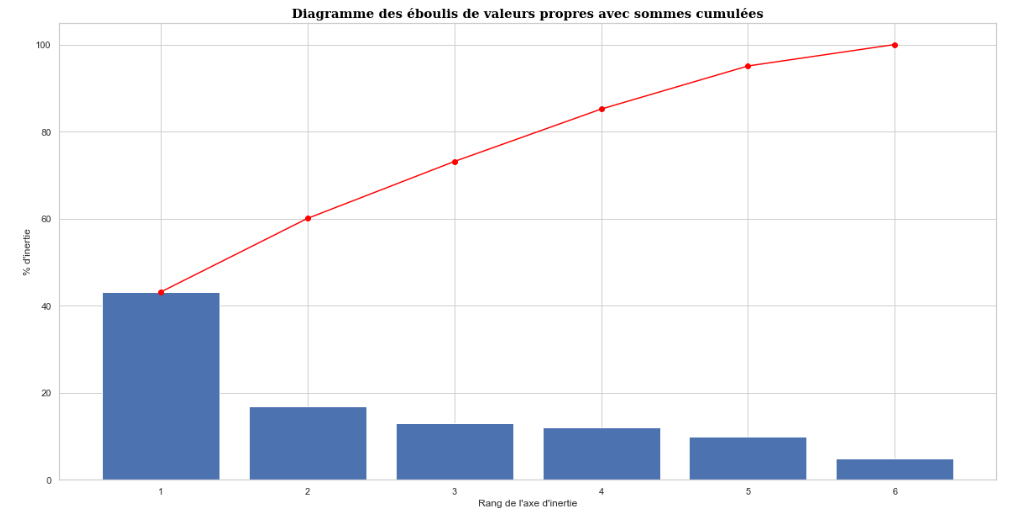 Diagramme des éboulis de valeurs propres avec sommes cumulées
100
80
60
40
20
0
% d'inertie
1 2 3 4 5 6
Rang de l'axe d'inertie